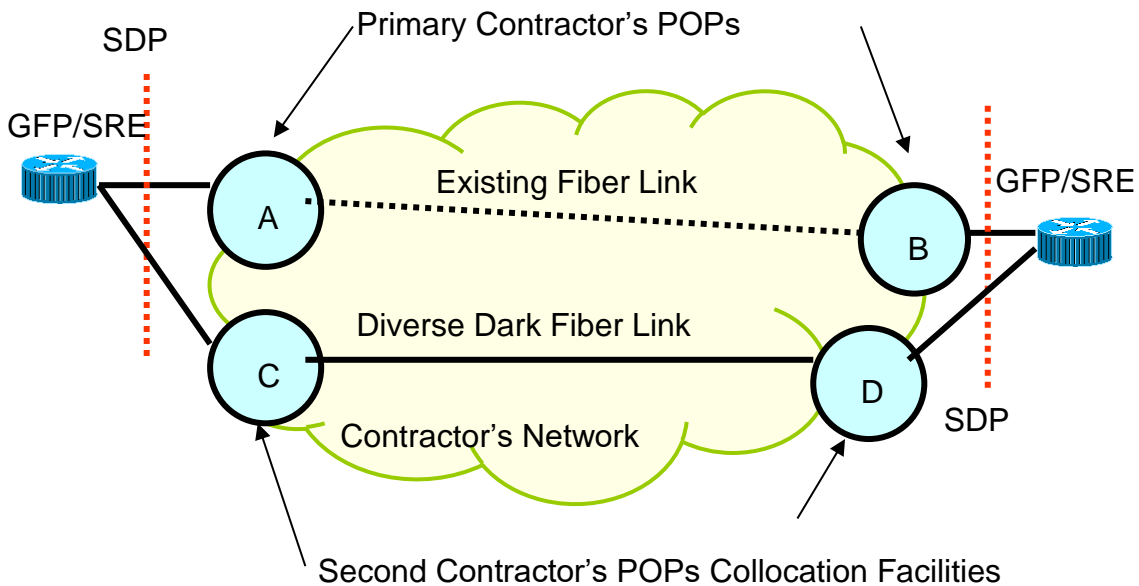 Primary Contractor's POPs
SDP
GFP/SRE
Existing Fiber Link
GFP/SRE
A
B
Diverse Dark Fiber Link
C
D
SDP
Contractor's Network
Second Contractor's POPs Collocation Facilities